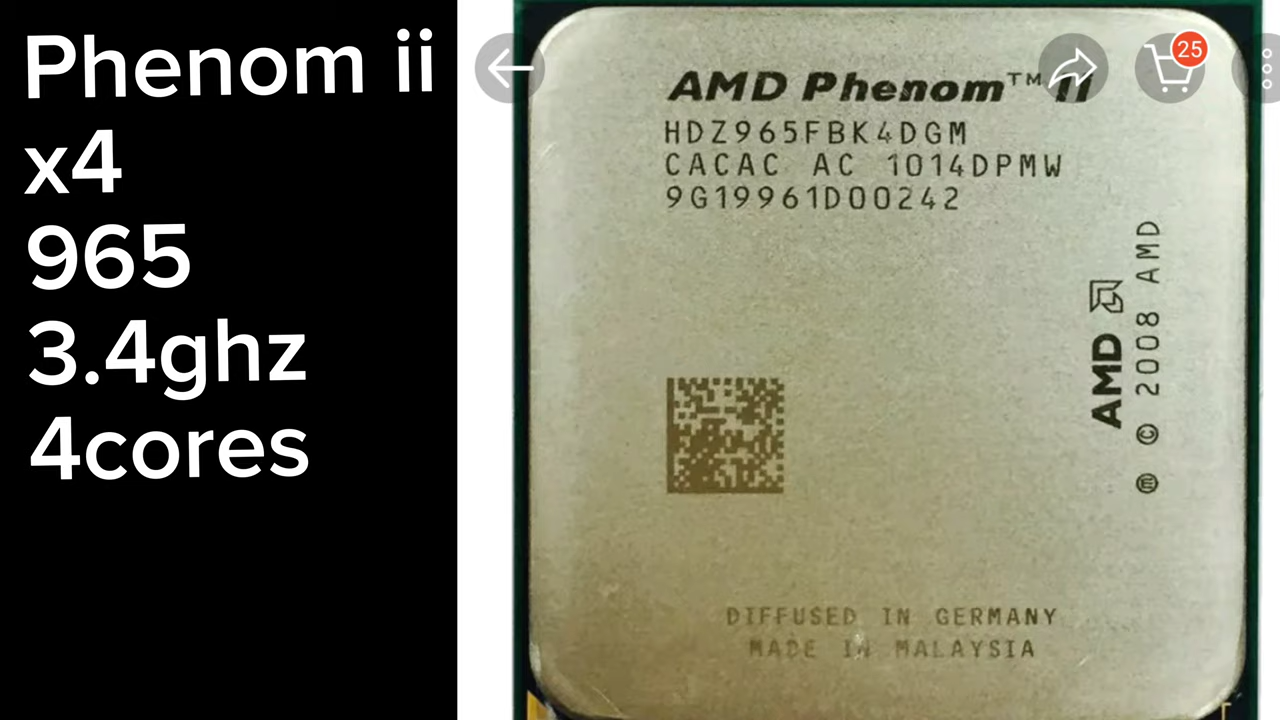 Phenom ii
x4
965
3.4ghz
4cores
25
AMD Phenom™ II
HDZ965FBK4DGM
CACAC AC 1014DPMW
9G19961D00242
AMD
® © 2008 AMD
DIFFUSED IN GERMANY
MADE IN MALAYSIA